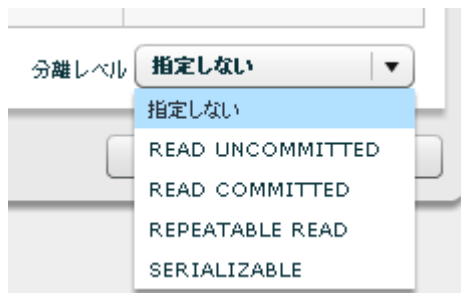 分離レベル 指定しない ▼
指定しない
READ UNCOMMITTED
READ COMMITTED
REPEATABLE READ
SERIALIZABLE